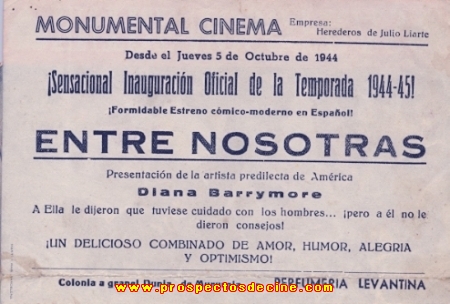 MONUMENTAL CINEMA
Empresa:
Herederos de Julio Liarte
Desde el Jueves 5 de Octubre de 1944
¡Sensacional Inauguración Oficial de la Temporada 1944-45!
¡Formidable Estreno cómico-moderno en Español!
ENTRE NOSOTRAS
Presentación de la artista predilecta de América
Diana Barrymore
A Ella le dijeron que tuviese cuidado con los hombres... ¡pero a él no le
dieron consejos!
¡UN DELICIOSO COMBINADO DE AMOR, HUMOR, ALEGRIA
Y OPTIMISMO!
Colonia a granel PERFUMERIA LEVANTINA
www.prospectosdecine.com